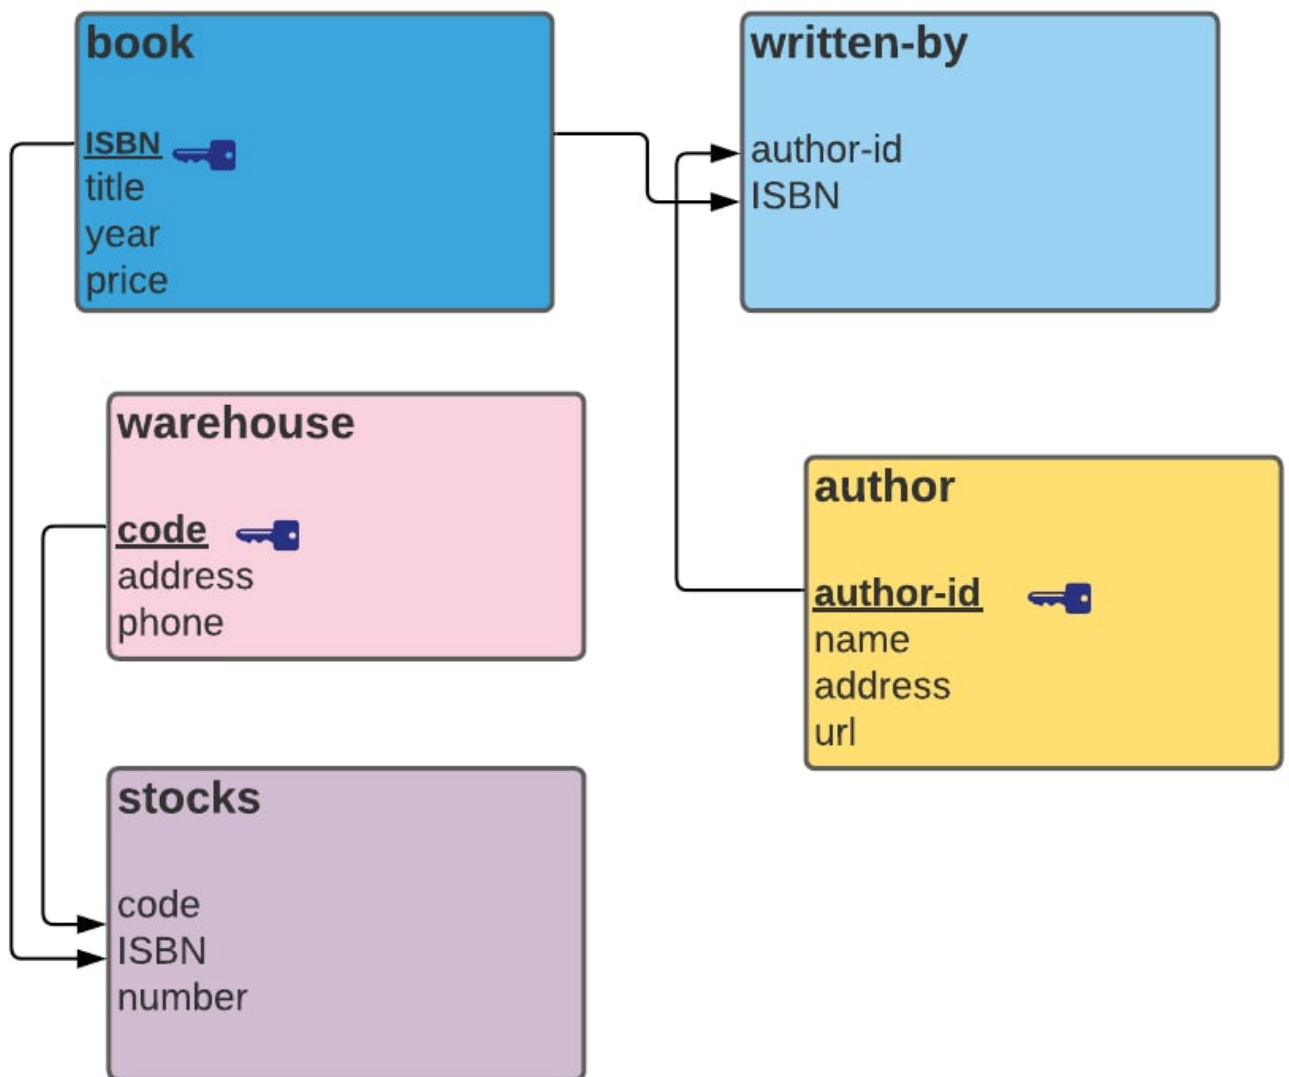 book
ISBN
title
year
price
written-by
author-id
ISBN
warehouse
code
address
phone
author
author-id
name
address
url
stocks
code
ISBN
number